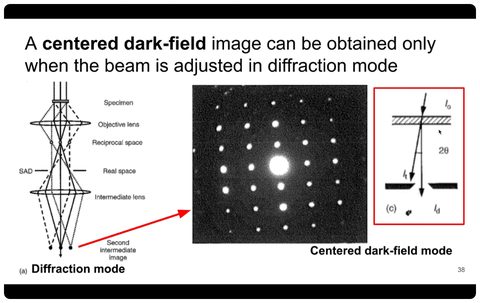 A centered dark-field image can be obtained only
when the beam is adjusted in diffraction mode
Specimen
Objective lens
Reciprocal space
SAD
Real space
Intermediate lens
Second
intermediate
image
(a) Diffraction mode
I₀
2θ
Iₜ
I_d
(c)
Centered dark-field mode
38